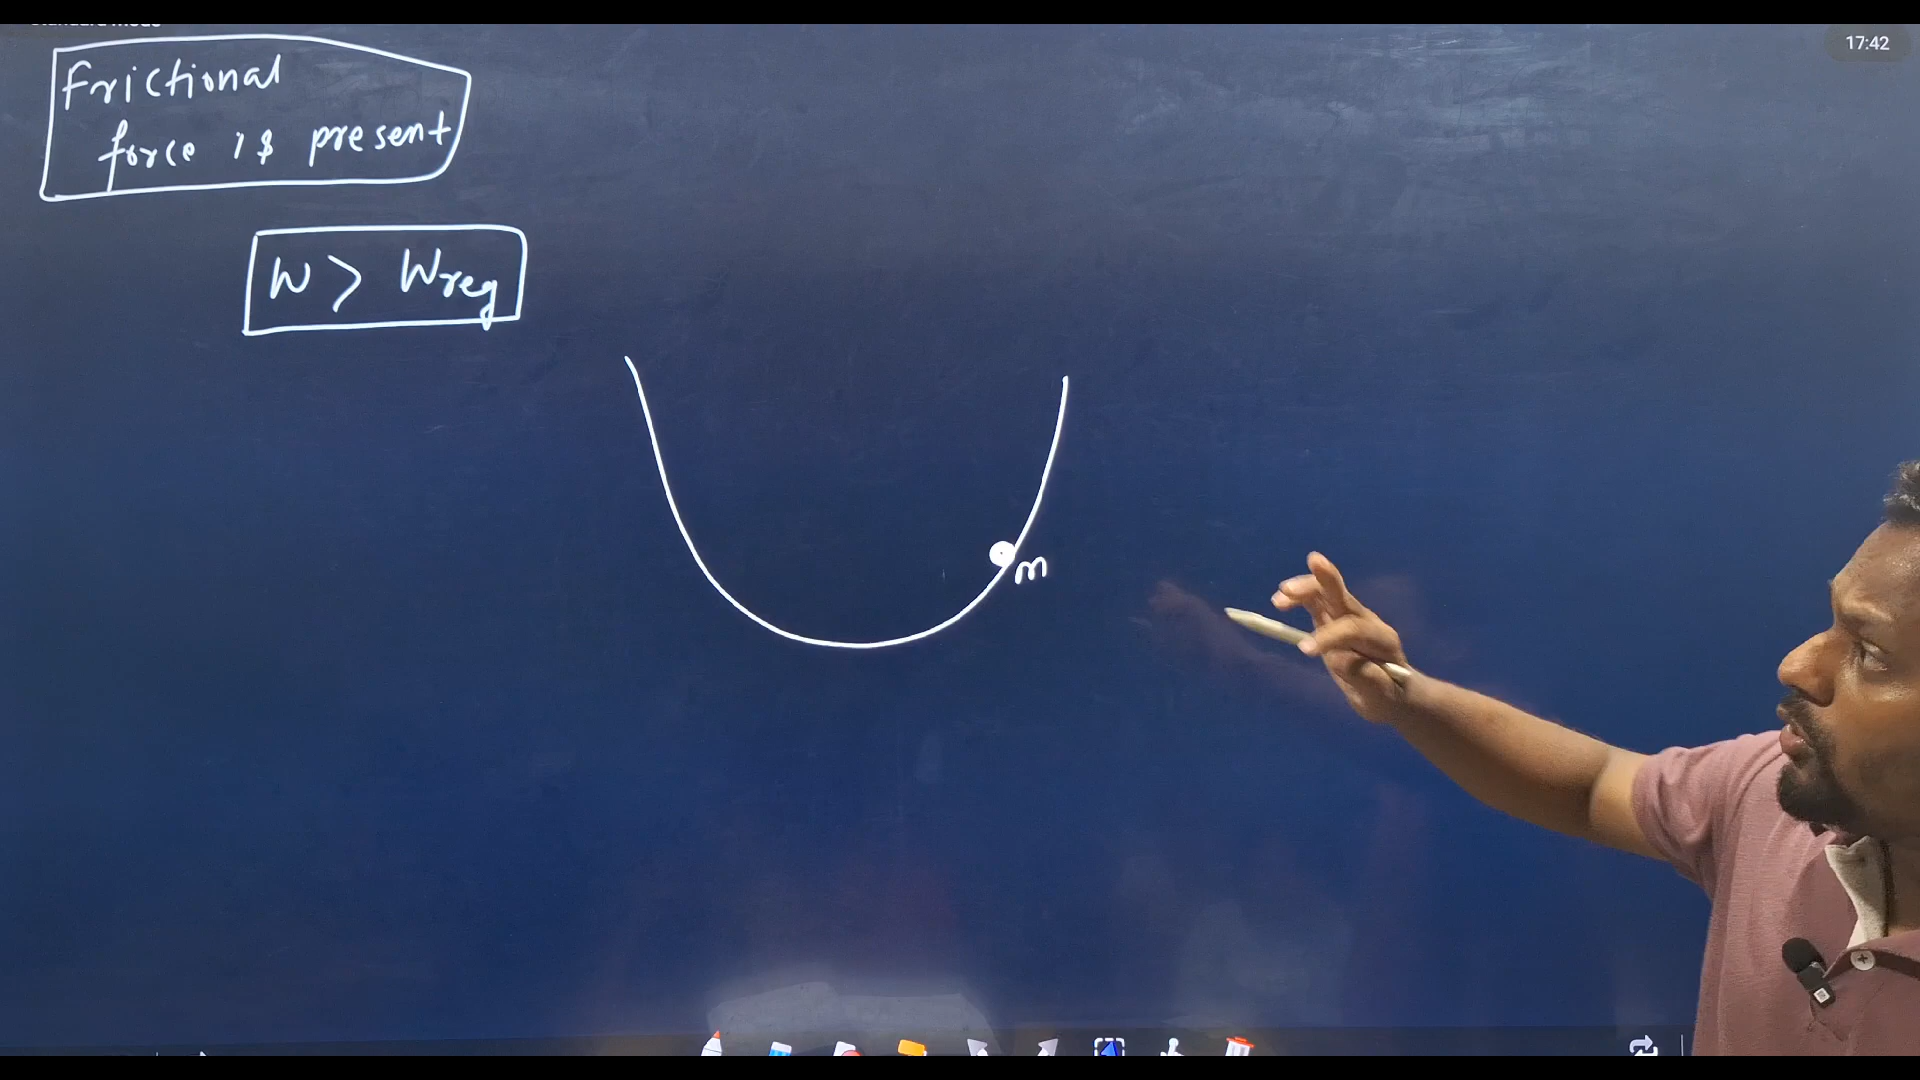 17:42
Frictional
force is present
W > Wreq
m